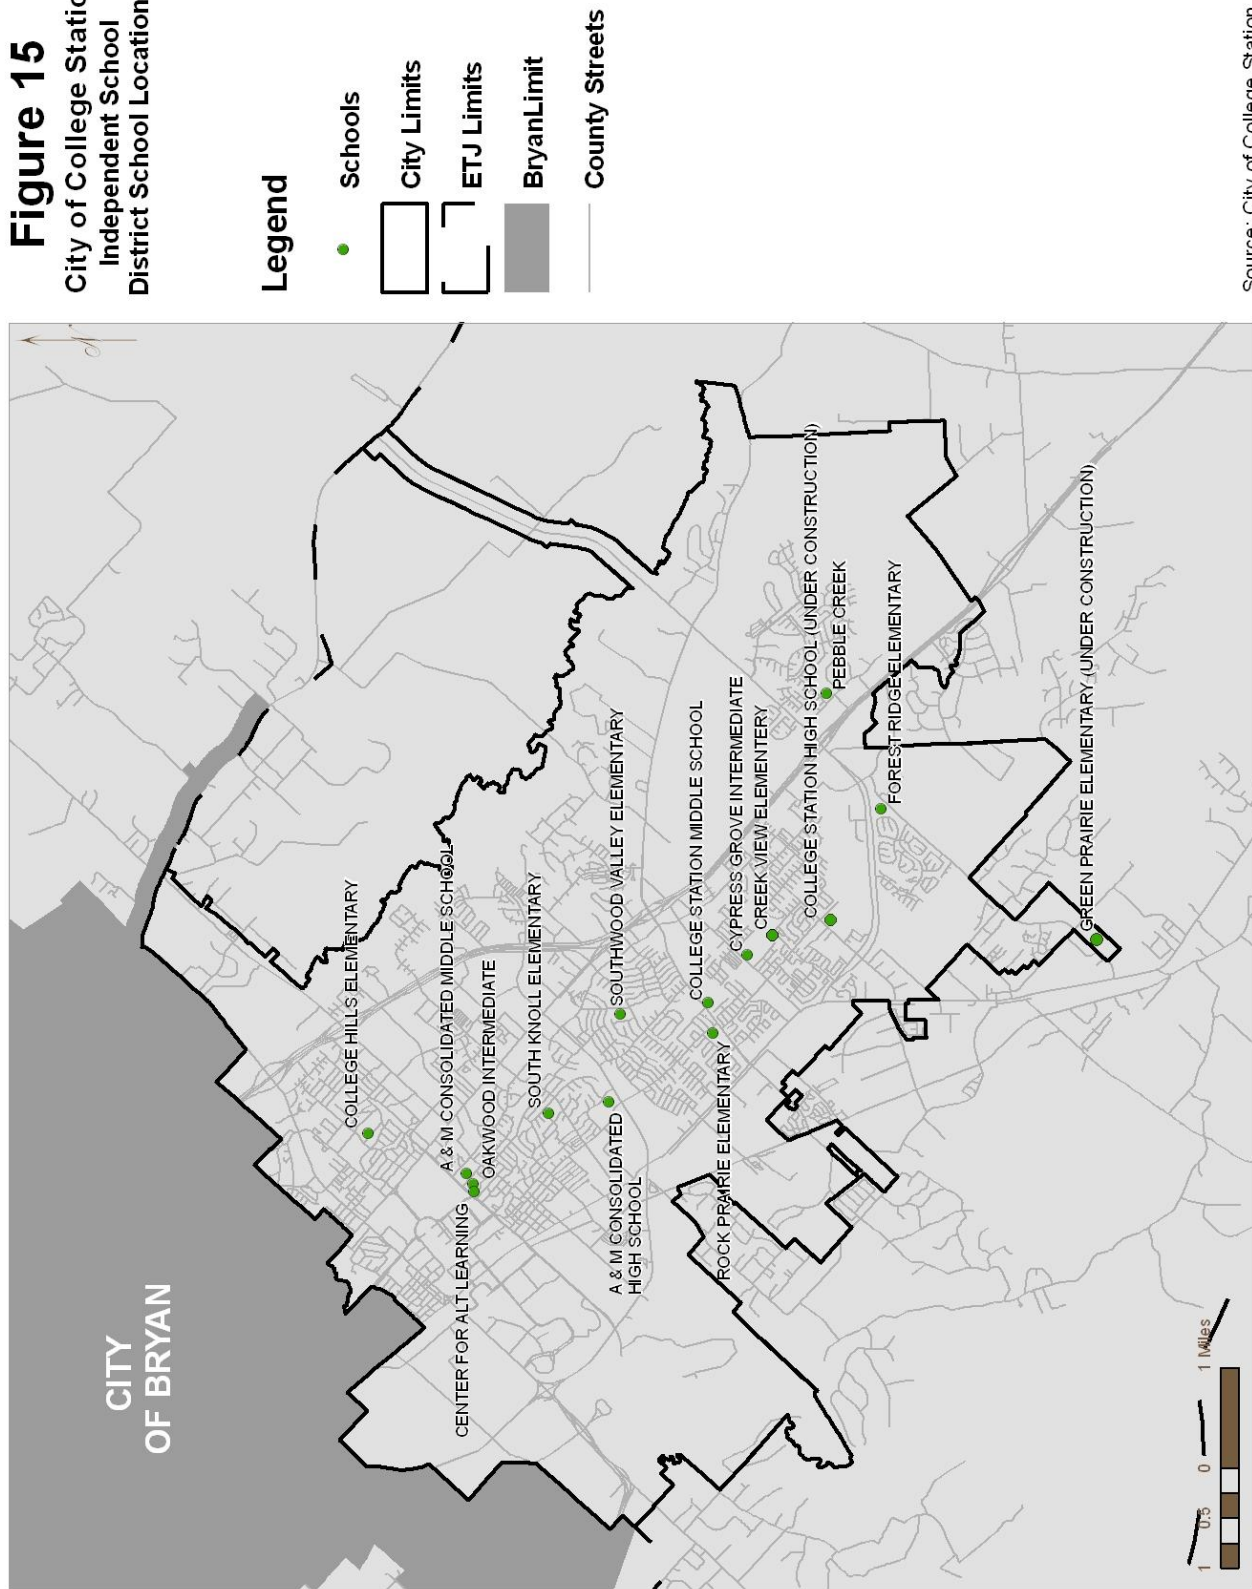 Figure 15
City of College Statio
Independent School
District School Location
Legend
Schools
City Limits
ETJ Limits
BryanLimit
County Streets
CITY
OF BRYAN
COLLEGE HILLS ELEMENTARY
A & M CONSOLIDATED MIDDLE SCHOOL
OAKWOOD INTERMEDIATE
CENTER FOR ALT LEARNING
SOUTH KNOLL ELEMENTARY
A & M CONSOLIDATED
HIGH SCHOOL
SOUTHWOOD VALLEY ELEMENTARY
COLLEGE STATION MIDDLE SCHOOL
ROCK PRAIRIE ELEMENTARY
CYPRESS GROVE INTERMEDIATE
CREEK VIEW ELEMENTERY
COLLEGE STATION HIGH SCHOOL (UNDER CONSTRUCTION)
PEBBLE CREEK
FOREST RIDGE ELEMENTARY
GREEN PRAIRIE ELEMENTARY (UNDER CONSTRUCTION)
1 0.5 0 1 Miles
Source: City of College Station